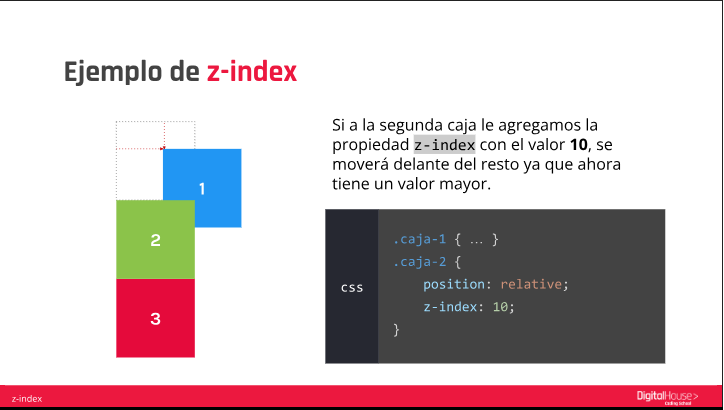 Ejemplo de z-index
1
2
3
Si a la segunda caja le agregamos la
propiedad z-index con el valor 10, se
moverá delante del resto ya que ahora
tiene un valor mayor.
css
.caja-1 { … }
.caja-2 {
position: relative;
z-index: 10;
}
z-index
DigitalHouse>
Coding School